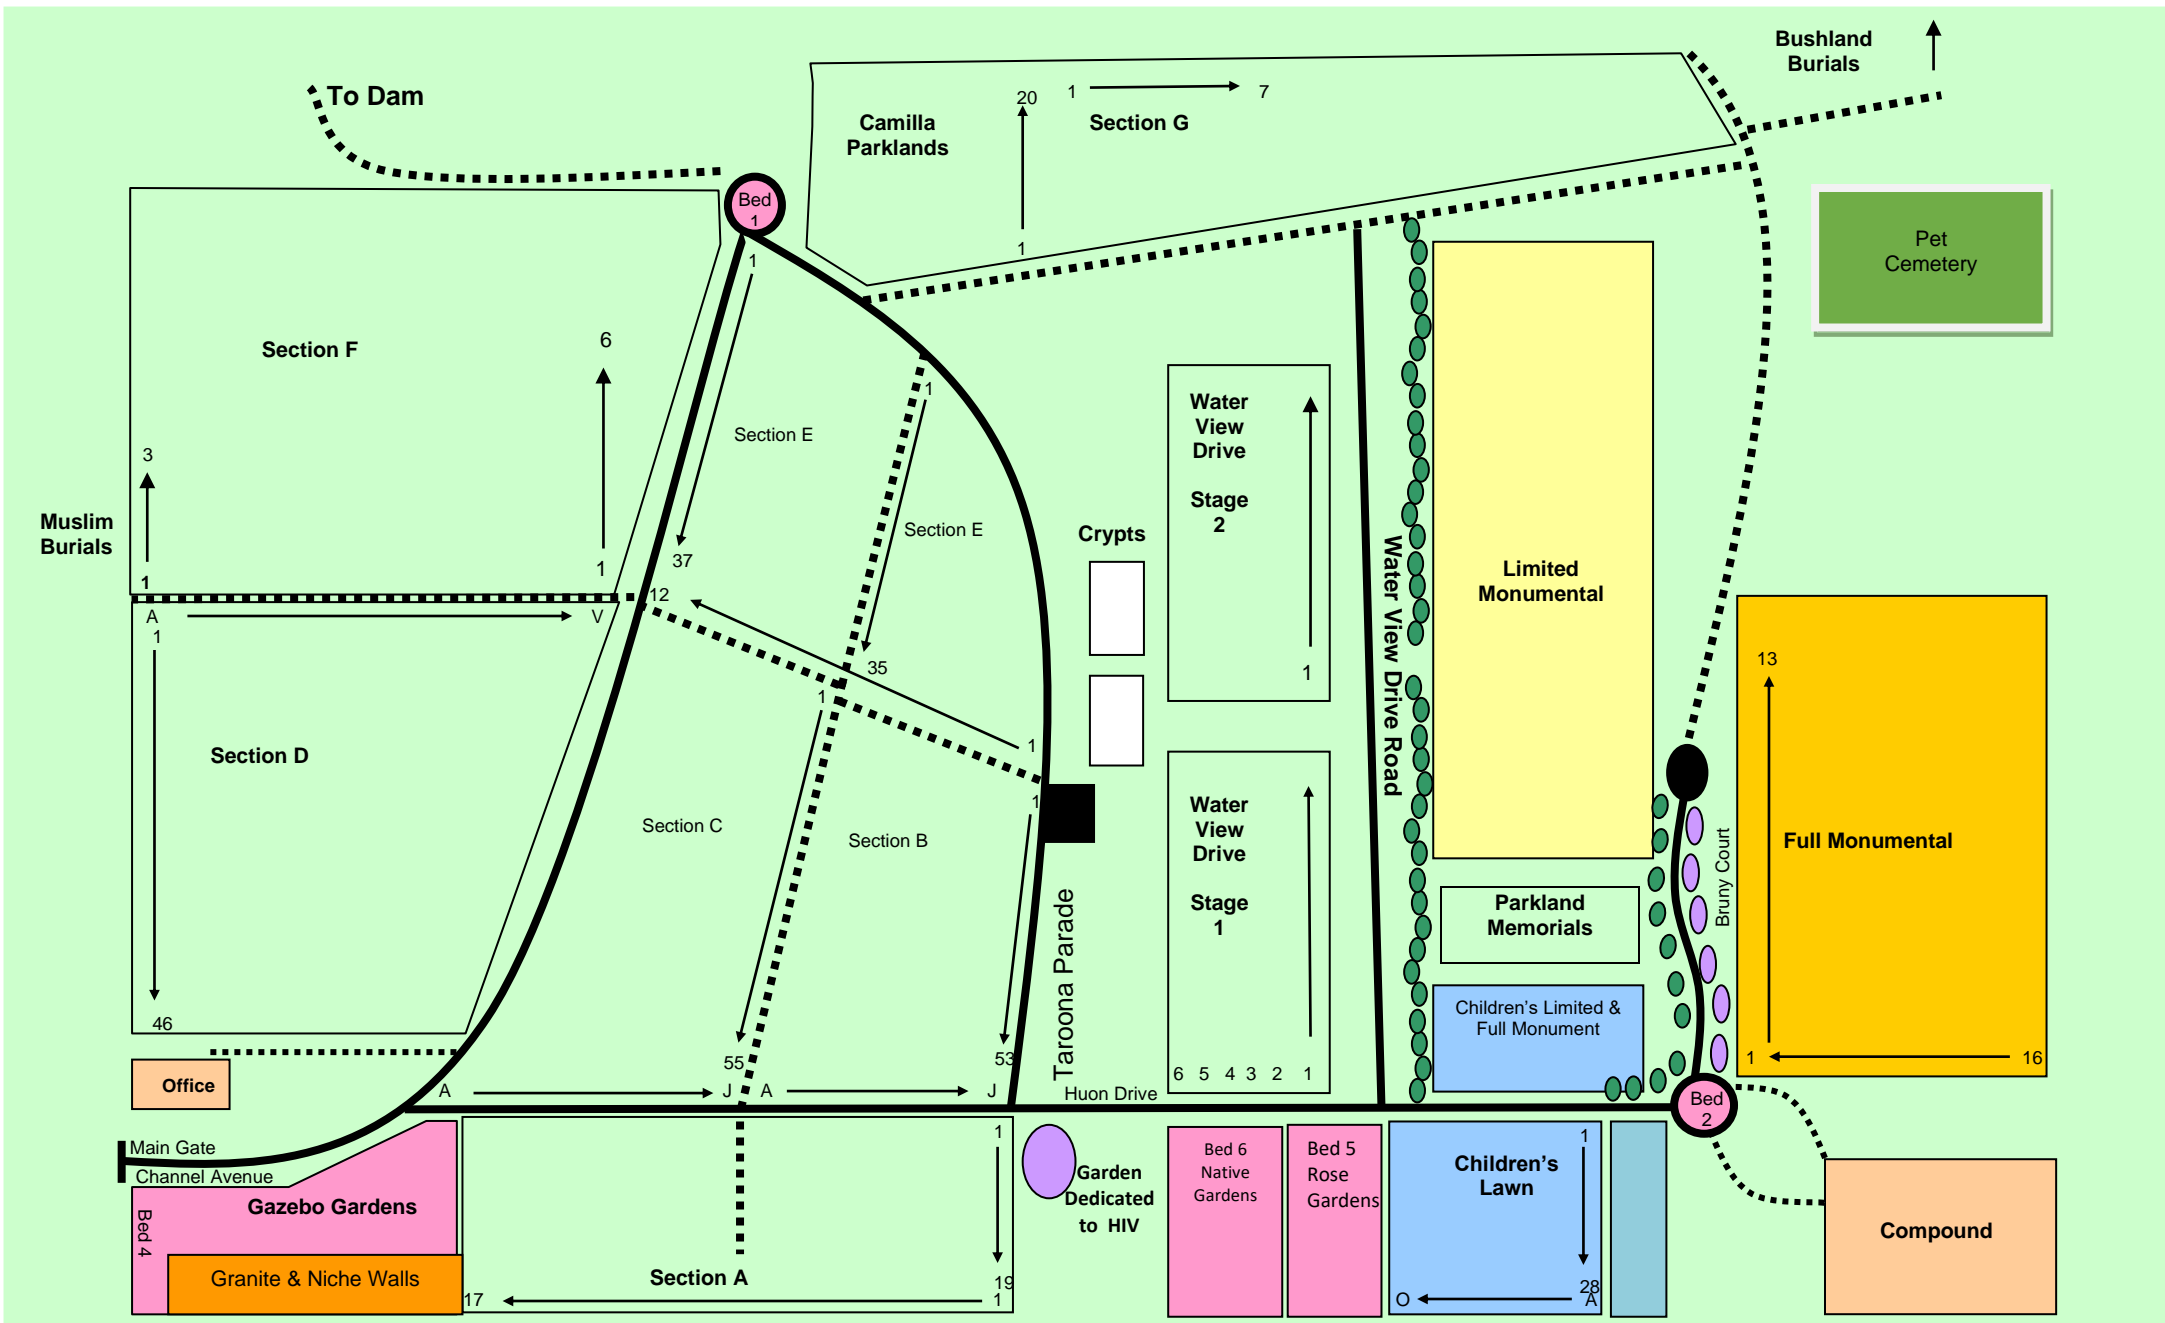 Bushland
Burials
To Dam
20
1
7
Camilla
Parklands
Section G
Bed
1
1
1
Pet
Cemetery
Section F
6
1
Water
View
Drive
Stage
2
1
Section E
Section E
3
Muslim
Burials
1
1
37
12
35
1
1
Crypts
Water View Drive Road
Limited
Monumental
A
V
1
Section D
46
13
Full Monumental
1
16
Section C
Section B
1
55
53
Taroona Parade
Water
View
Drive
Stage
1
6 5 4 3 2 1
Parkland
Memorials
Bruny Court
Children's Limited &
Full Monument
Office
A
J
A
J
Huon Drive
Bed
2
Main Gate
Channel Avenue
Gazebo Gardens
Bed 4
Granite & Niche Walls
1
19
17
1
Section A
Garden
Dedicated
to HIV
Bed 6
Native
Gardens
Bed 5
Rose
Gardens
Children's
Lawn
1
28
O
A
Compound